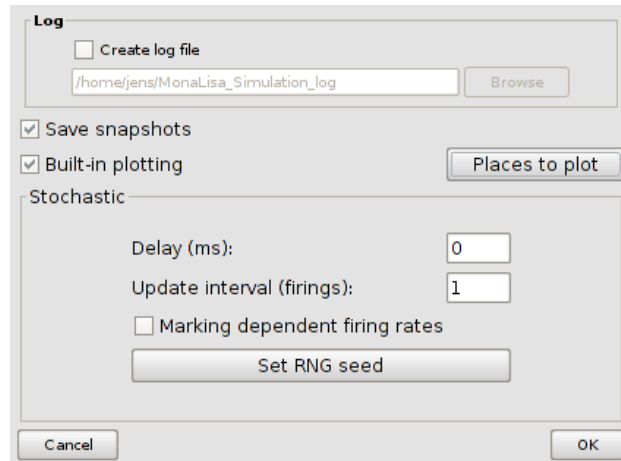 Log
Create log file
/home/jens/MonaLisa_Simulation_log Browse
Save snapshots
Built-in plotting Places to plot
Stochastic
Delay (ms): 0
Update interval (firings): 1
Marking dependent firing rates
Set RNG seed
Cancel OK